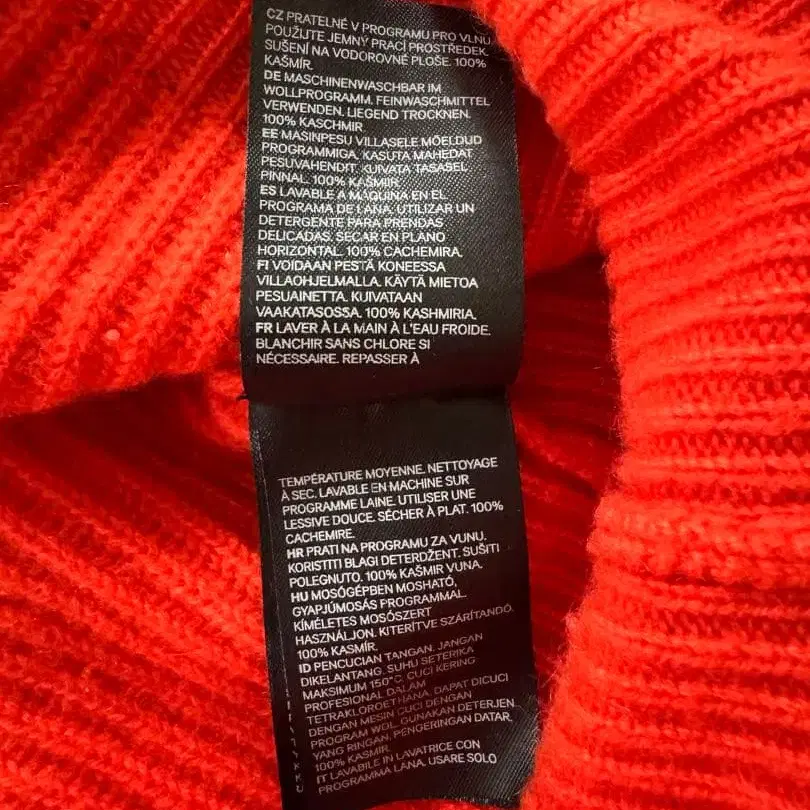 CZ PRATELNÉ V PROGRAMU PRO VLNU.
POUŽIJTE JEMNÝ PRACÍ PROSTŘEDEK.
SUŠENÍ NA VODOROVNÉ PLOŠE. 100%
KAŠMÍR.
DE MASCHINENWASCHBAR IM
WOLLPROGRAMM. FEINWASCHMITTEL
VERWENDEN. LIEGEND TROCKNEN.
100% KASCHMIR.
EE MASINPESU VILLASELE MÕELDUD
PROGRAMMIGA. KASUTA MAHEDAT
PESUVAHENDIT. KUIVATA TASASEL
PINNAL. 100% KAŠMIIR.
ES LAVABLE A MÁQUINA EN EL
PROGRAMA DE LANA. UTILIZAR UN
DETERGENTE PARA PRENDAS
DELICADAS. SECAR EN PLANO
HORIZONTAL. 100% CACHEMIRA.
FI VOIDAAN PESTÄ KONEESSA
VILLAOHJELMALLA. KÄYTÄ MIETOA
PESUAINETTA. KUIVATAAN
VAAKATASOSSA. 100% KASHMIRIA.
FR LAVER À LA MAIN À L'EAU FROIDE.
BLANCHIR SANS CHLORE SI
NÉCESSAIRE. REPASSER À
TEMPÉRATURE MOYENNE. NETTOYAGE
À SEC. LAVABLE EN MACHINE SUR
PROGRAMME LAINE. UTILISER UNE
LESSIVE DOUCE. SÉCHER À PLAT. 100%
CACHEMIRE.
HR PRATI NA PROGRAMU ZA VUNU.
KORISTITI BLAGI DETERDŽENT. SUŠITI
POLEGNUTO. 100% KAŠMIR VUNA.
HU MOSÓGÉPBEN MOSHATÓ,
GYAPJÚMOSÁS PROGRAMMAL.
KÍMÉLETES MOSÓSZERT
HASZNÁLJON. KITERÍTVE SZÁRÍTANDÓ.
100% KASMÍR.
ID PENCUCIAN TANGAN. JANGAN
DIKELANTANG. SUHU SETERIKA
MAKSIMUM 150°C. CUCI KERING
PROFESIONAL DALAM
TETRAKLOROETHANA. DAPAT DICUCI
DENGAN MESIN CUCI DENGAN
PROGRAM WOL. GUNAKAN DETERJEN
YANG RINGAN. PENGERINGAN DATAR.
100% KASMIR.
IT LAVABILE IN LAVATRICE CON
PROGRAMMA LANA. USARE SOLO